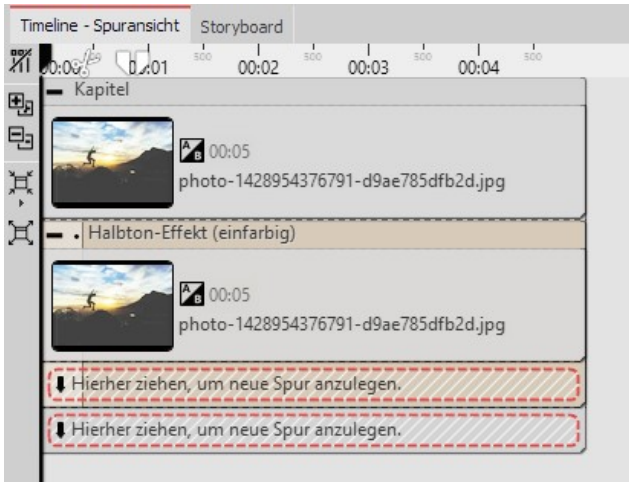 Timeline - Spuransicht Storyboard
500 500 500 500 500
00:00 00:01 00:02 00:03 00:04
Kapitel
A B 00:05
photo-1428954376791-d9ae785dfb2d.jpg
Halbton-Effekt (einfarbig)
A B 00:05
photo-1428954376791-d9ae785dfb2d.jpg
Hierher ziehen, um neue Spur anzulegen.
Hierher ziehen, um neue Spur anzulegen.